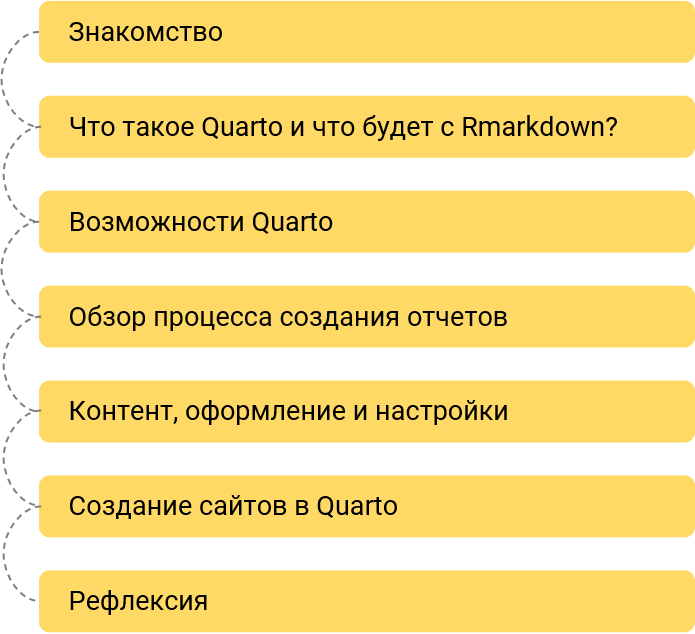 Знакомство
Что такое Quarto и что будет с Rmarkdown?
Возможности Quarto
Обзор процесса создания отчетов
Контент, оформление и настройки
Создание сайтов в Quarto
Рефлексия